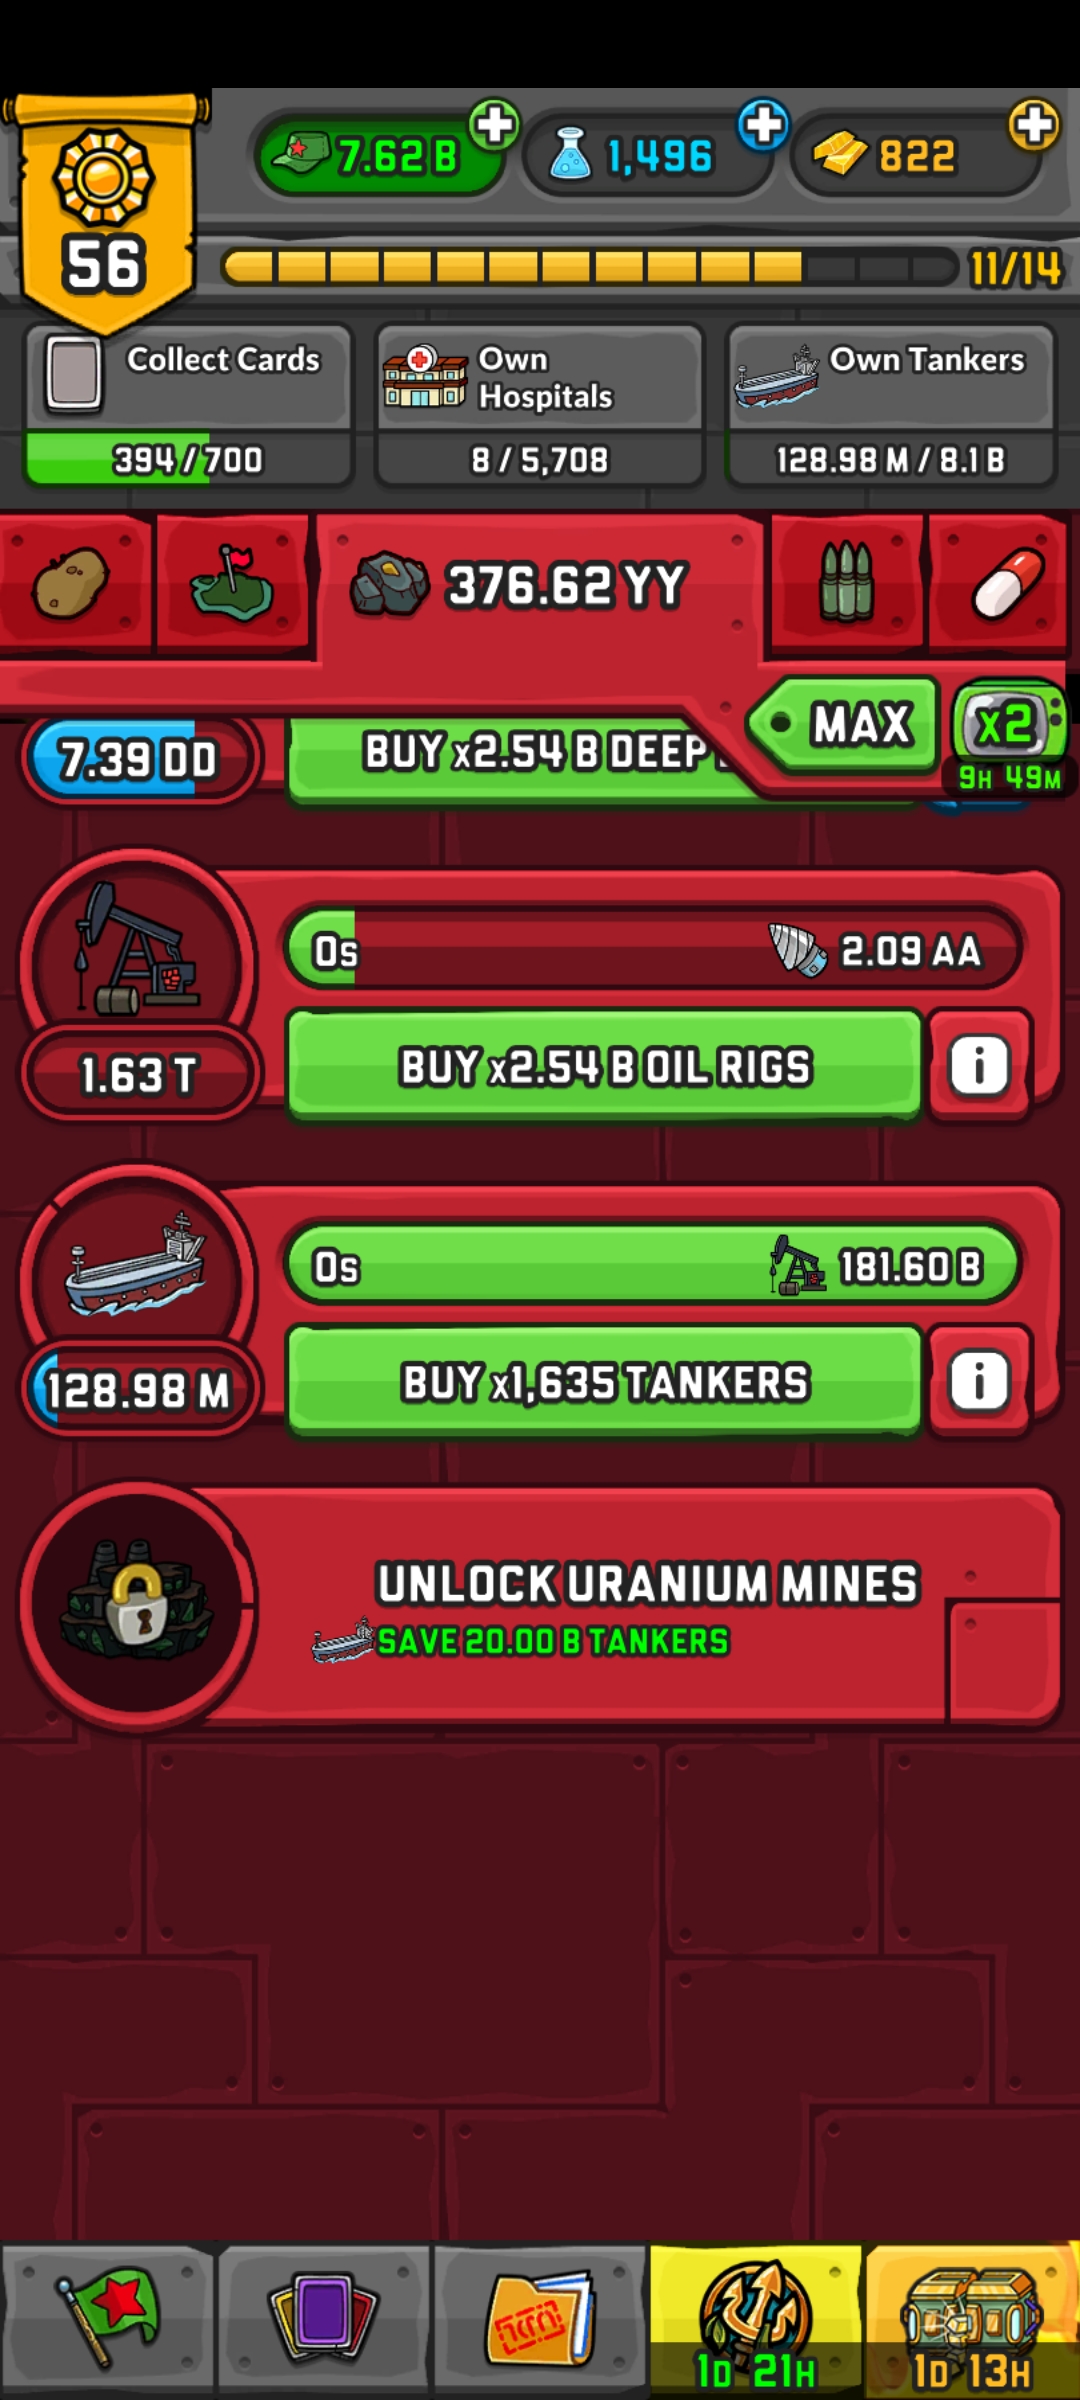 7.62 B
1,496
822
56
11/14
Collect Cards
394 / 700
Own
Hospitals
8 / 5,708
Own Tankers
128.98 M / 8.1 B
376.62 YY
MAX
x2
9H 49M
7.39 DD
BUY x2.54 B DEEP
0s
2.09 AA
1.63 T
BUY x2.54 B OIL RIGS
i
0s
181.60 B
128.98 M
BUY x1,635 TANKERS
i
UNLOCK URANIUM MINES
SAVE 20.00 B TANKERS
1D 21H
1D 13H